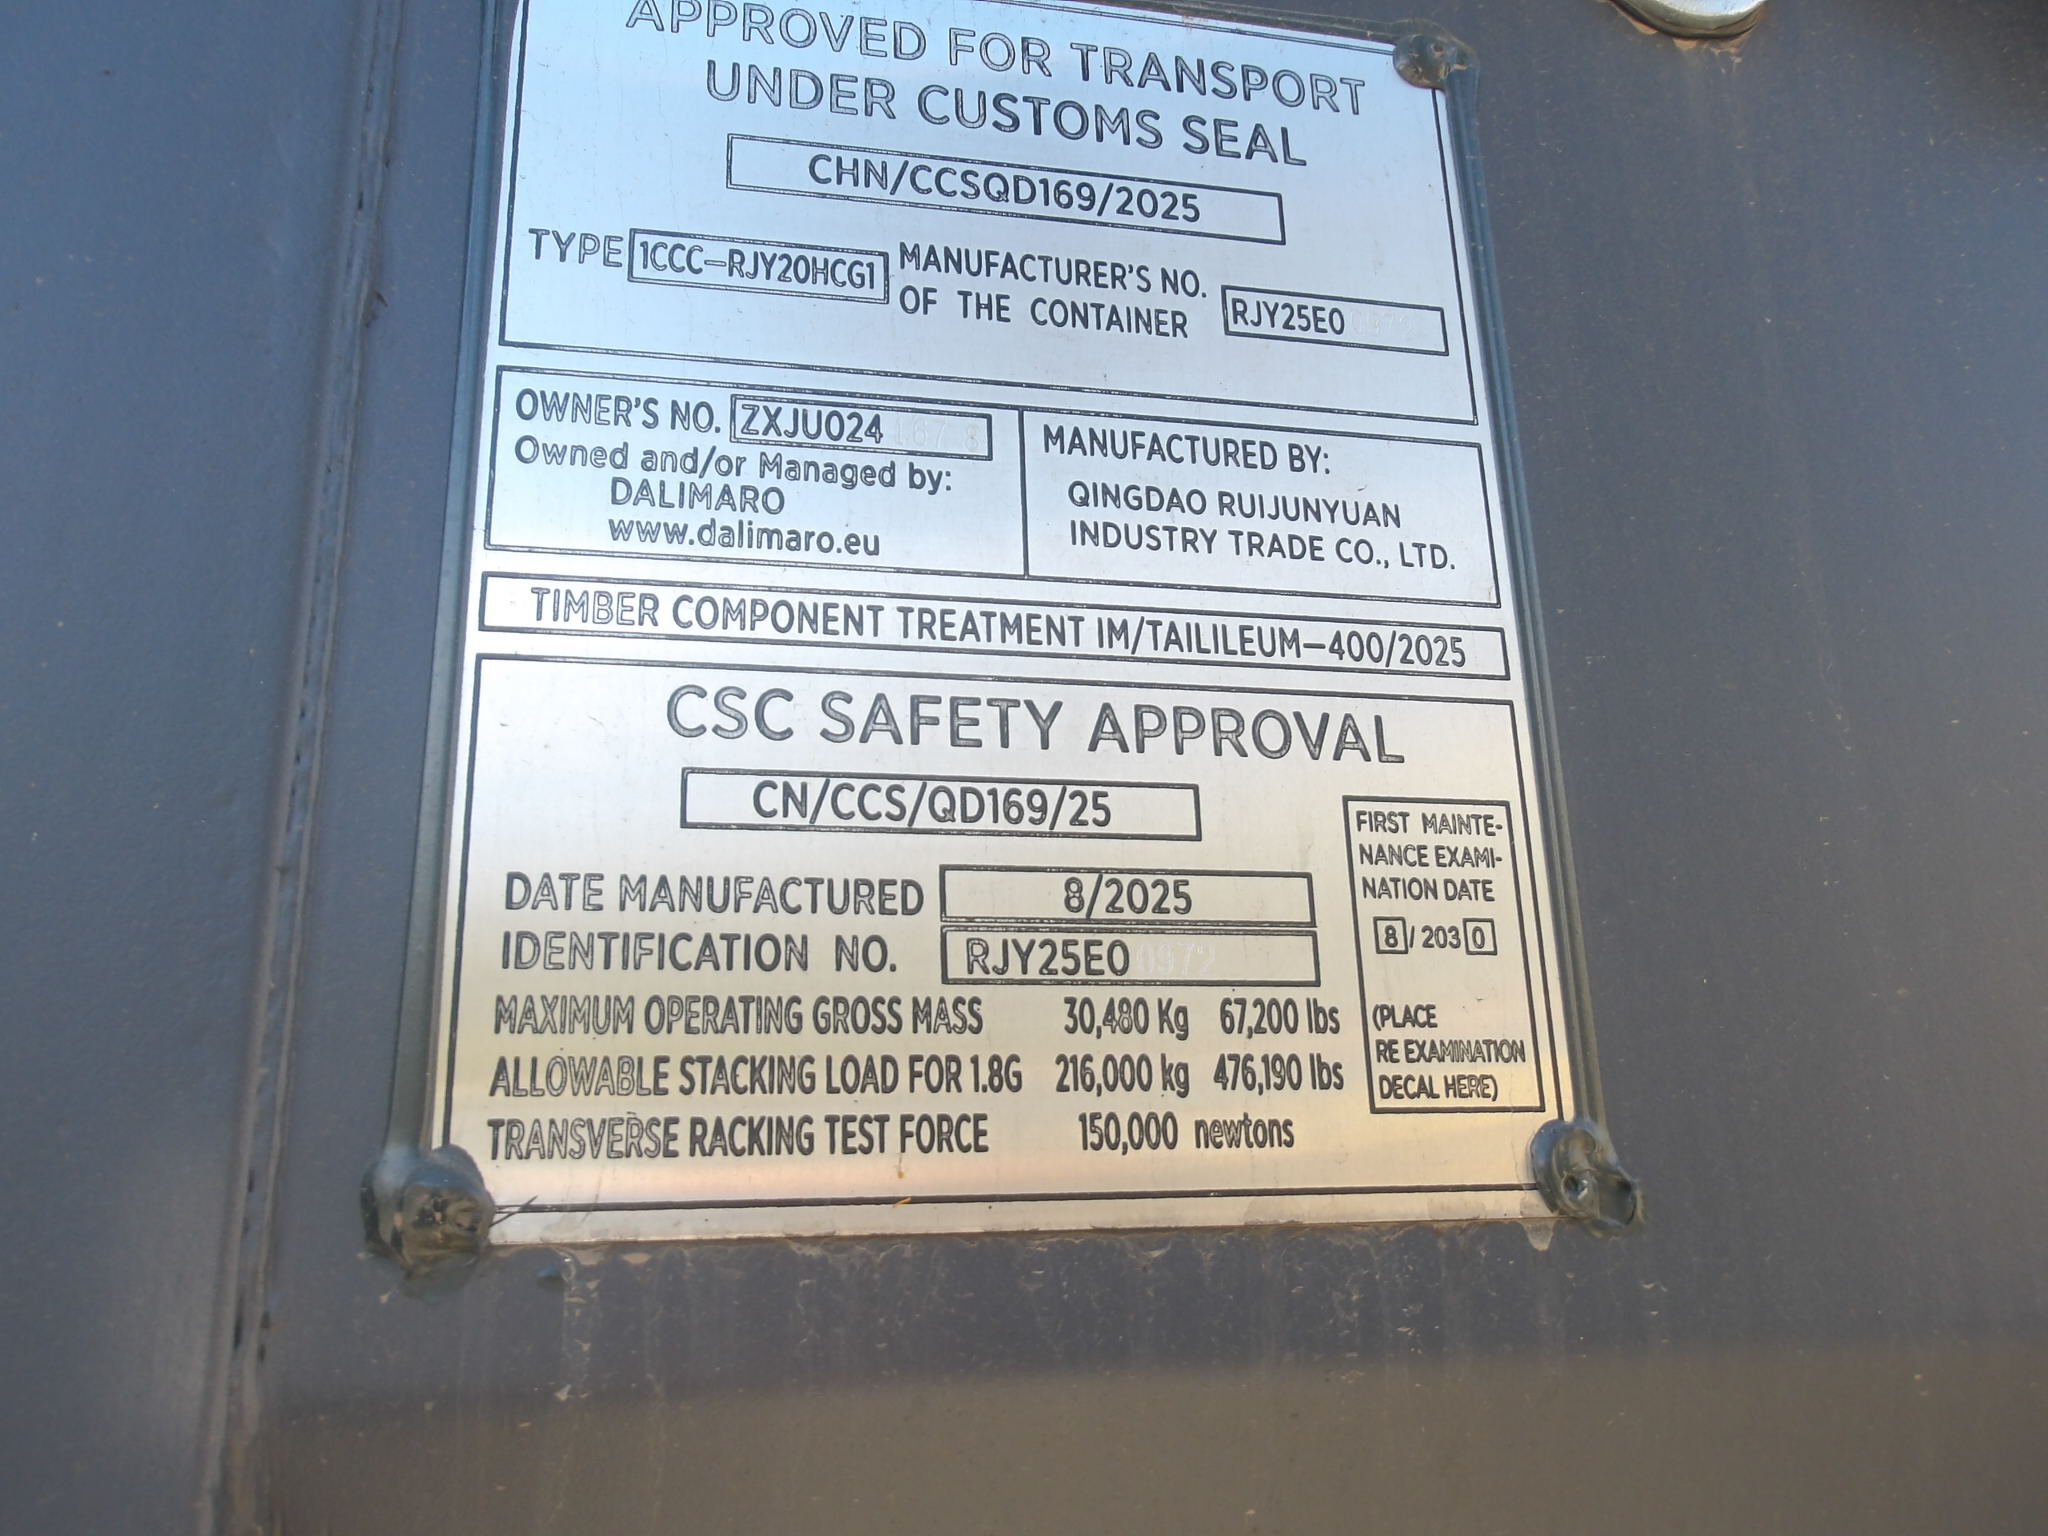 APPROVED FOR TRANSPORT
UNDER CUSTOMS SEAL
CHN/CCSQD169/2025
TYPE 1CCC-RJY20HCG1 MANUFACTURER'S NO.
OF THE CONTAINER RJY25E00972
OWNER'S NO. ZXJU024167 8
Owned and/or Managed by:
DALIMARO
www.dalimaro.eu
MANUFACTURED BY:
QINGDAO RUIJUNYUAN
INDUSTRY TRADE CO., LTD.
TIMBER COMPONENT TREATMENT IM/TAILILEUM-400/2025
CSC SAFETY APPROVAL
CN/CCS/QD169/25
DATE MANUFACTURED 8/2025
IDENTIFICATION NO. RJY25E00972
MAXIMUM OPERATING GROSS MASS 30,480 Kg 67,200 lbs
ALLOWABLE STACKING LOAD FOR 1.8G 216,000 kg 476,190 lbs
TRANSVERSE RACKING TEST FORCE 150,000 newtons
FIRST MAINTE-
NANCE EXAMI-
NATION DATE
8/2030
(PLACE
RE EXAMINATION
DECAL HERE)